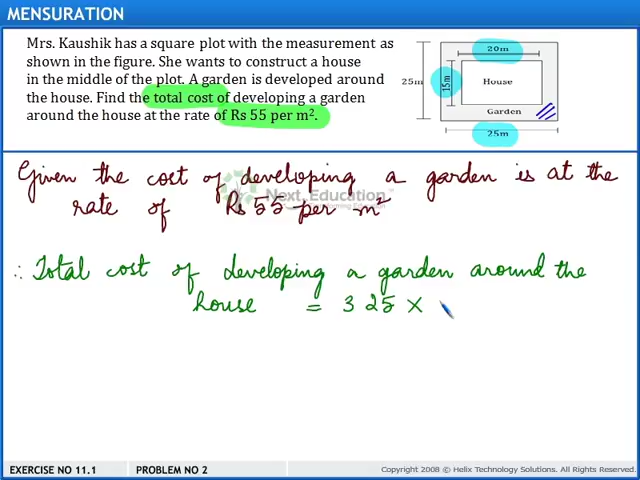 MENSURATION
Mrs. Kaushik has a square plot with the measurement as
shown in the figure. She wants to construct a house
in the middle of the plot. A garden is developed around
the house. Find the total cost of developing a garden
around the house at the rate of Rs 55 per m².
20m
25m
15m
House
Garden
25m
Given the cost of developing a garden is at the
Next Education
rate of Rs 55 per m²
∴ Total cost of developing a garden around the
house = 325 ×
EXERCISE NO 11.1 PROBLEM NO 2
Copyright 2008 © Helix Technology Solutions. All Rights Reserved.